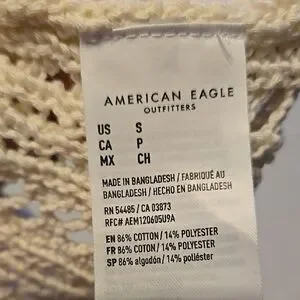 AMERICAN EAGLE
OUTFITTERS
US S
CA P
MX CH
MADE IN BANGLADESH / FABRIQUÉ AU
BANGLADESH / HECHO EN BANGLADESH
RN 54485 / CA 03873
RFC# AEM120605U9A
EN 86% COTTON / 14% POLYESTER
FR 86% COTON / 14% POLYESTER
SP 86% algodón / 14% poliéster